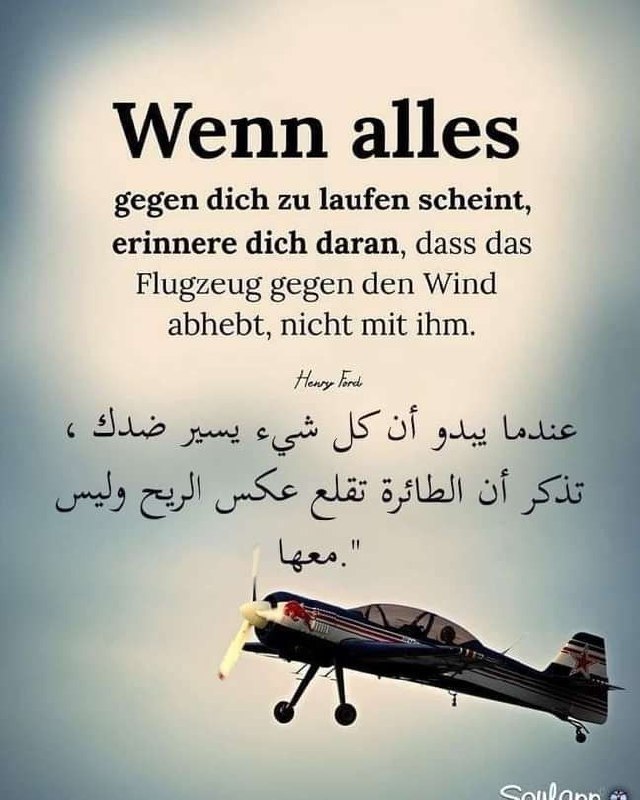 Wenn alles
gegen dich zu laufen scheint,
erinnere dich daran, dass das
Flugzeug gegen den Wind
abhebt, nicht mit ihm.
Henry Ford
عندما يبدو أن كل شيء يسير ضدك ،
تذكر أن الطائرة تقلع عكس الريح وليس
معها."